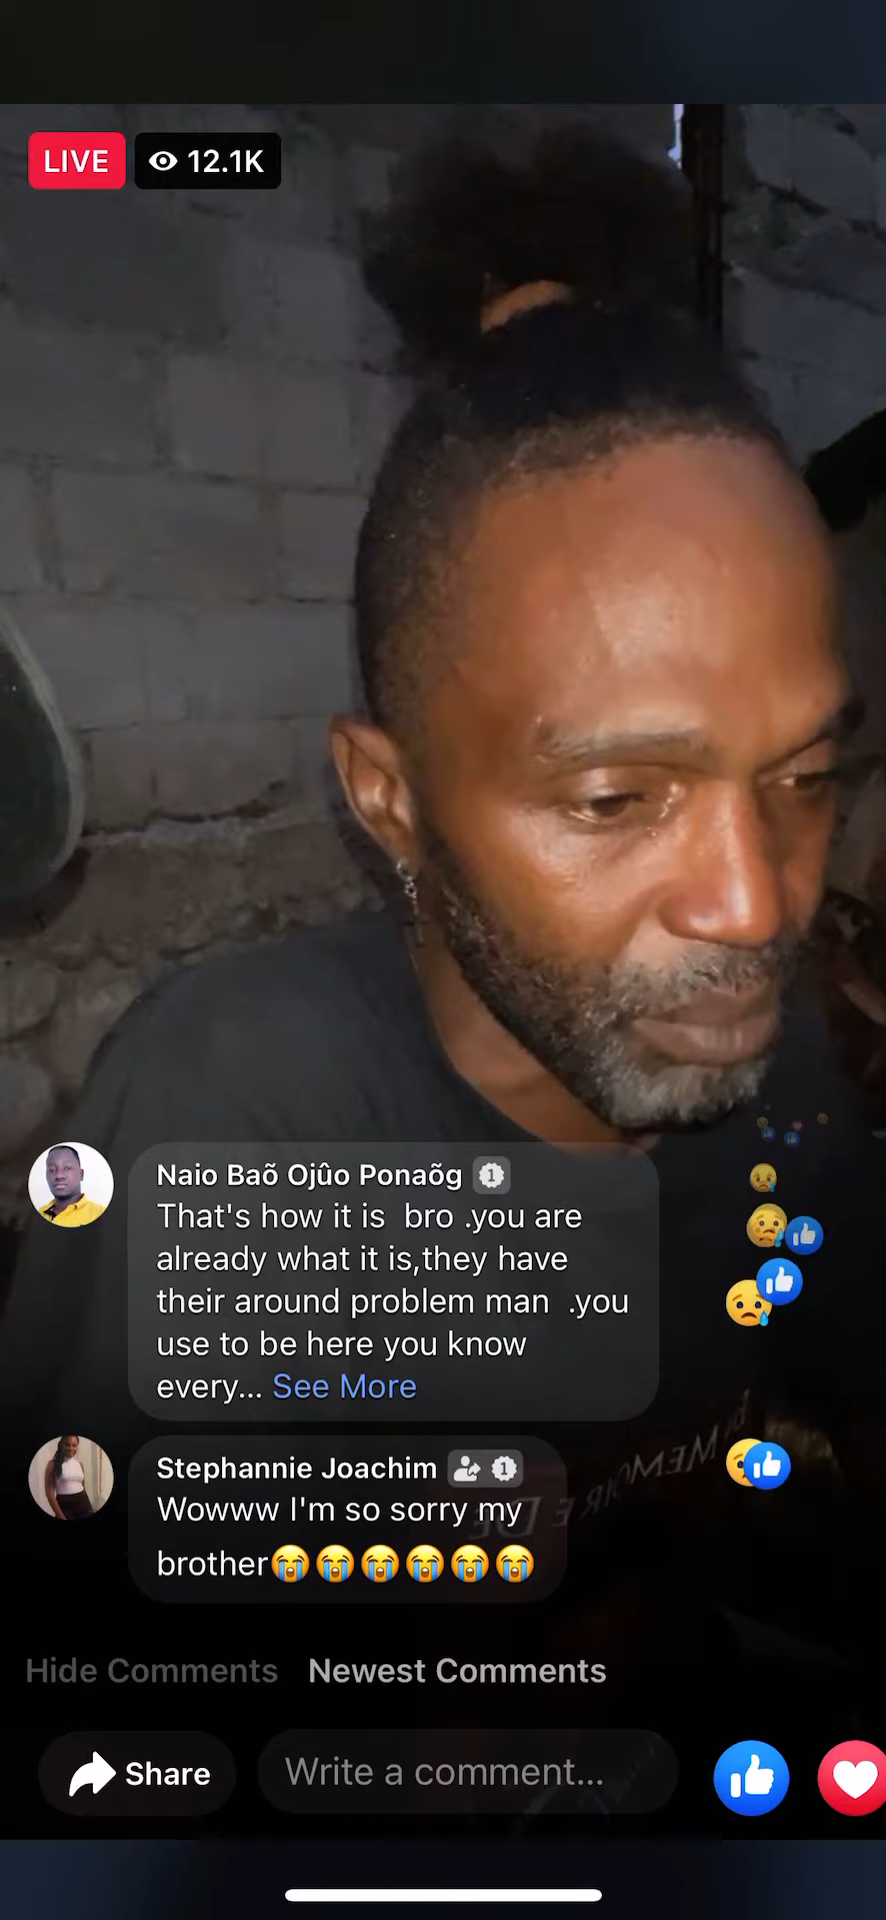 LIVE
12.1K
Naio Baõ Ojûo Ponaõg
That's how it is  bro .you are
already what it is,they have
their around problem man  .you
use to be here you know
every... See More
Stephannie Joachim
Wowww I'm so sorry my
brother😭😭😭😭😭😭
Hide Comments Newest Comments
Share
Write a comment...